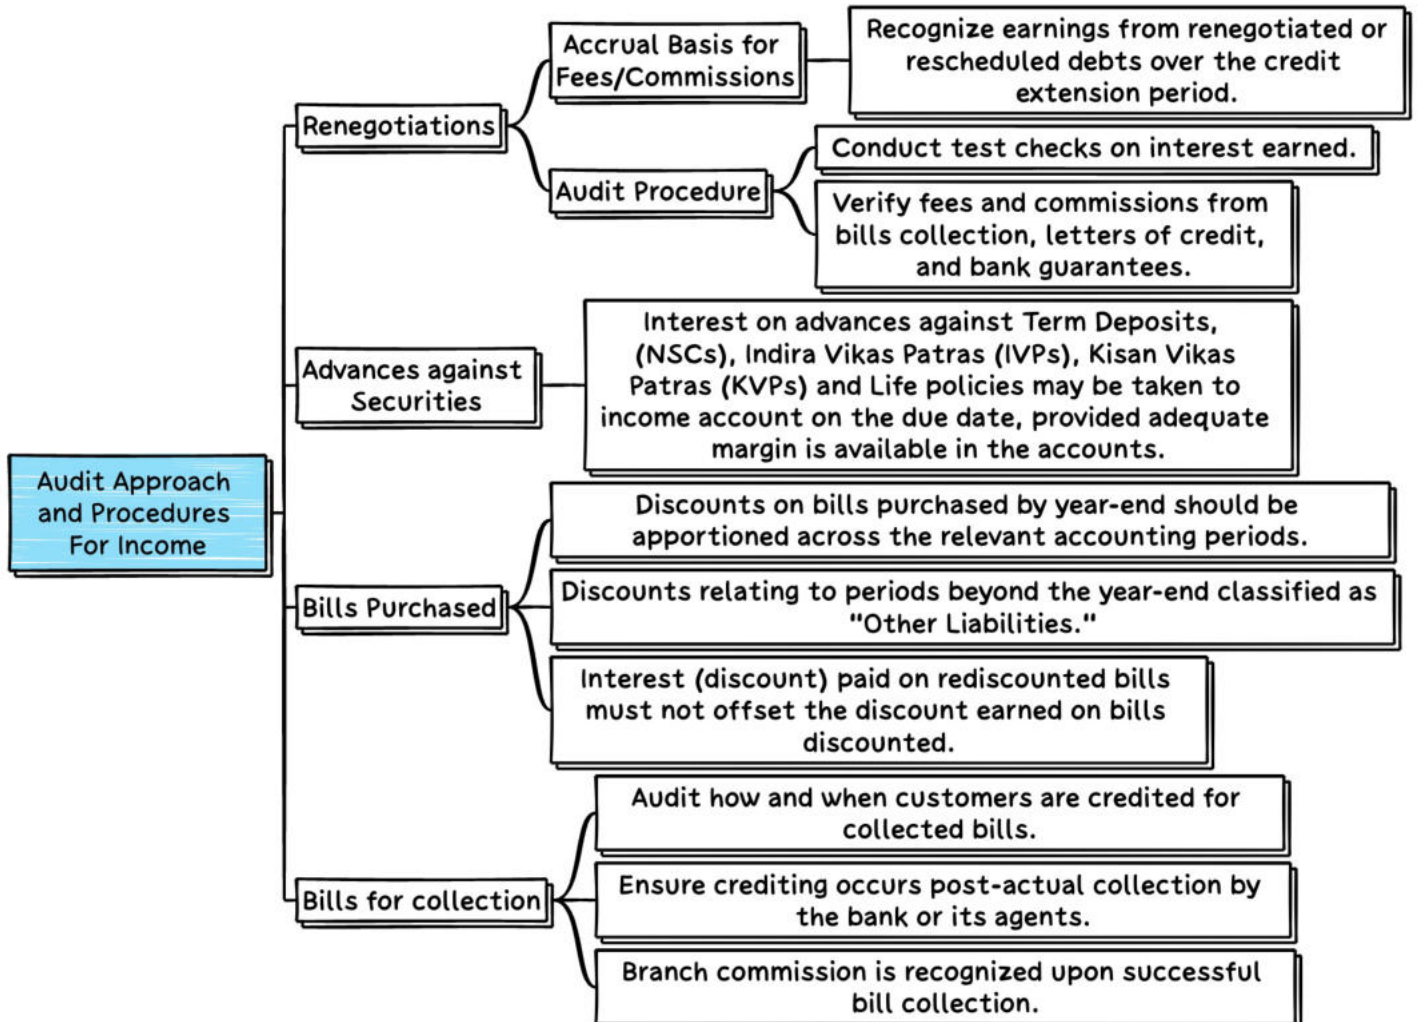 Audit Approach
and Procedures
For Income
Renegotiations
Accrual Basis for
Fees/Commissions
Recognize earnings from renegotiated or
rescheduled debts over the credit
extension period.
Audit Procedure
Conduct test checks on interest earned.
Verify fees and commissions from
bills collection, letters of credit,
and bank guarantees.
Advances against
Securities
Interest on advances against Term Deposits,
(NSCs), Indira Vikas Patras (IVPs), Kisan Vikas
Patras (KVPs) and Life policies may be taken to
income account on the due date, provided adequate
margin is available in the accounts.
Bills Purchased
Discounts on bills purchased by year-end should be
apportioned across the relevant accounting periods.
Discounts relating to periods beyond the year-end classified as
"Other Liabilities."
Interest (discount) paid on rediscounted bills
must not offset the discount earned on bills
discounted.
Bills for collection
Audit how and when customers are credited for
collected bills.
Ensure crediting occurs post-actual collection by
the bank or its agents.
Branch commission is recognized upon successful
bill collection.